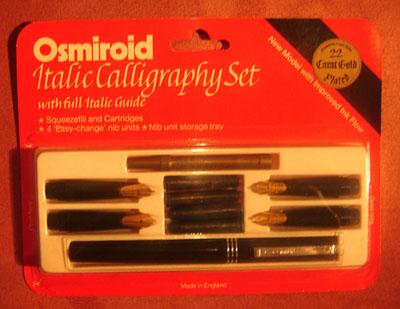 Osmiroid
Italic Calligraphy Set
with full Italic Guide
★ Squeezefill and Cartridges
★ 4 'Easy-change' nib units ★ Nib unit storage tray
New Model with Improved Ink Flow
22
Carat Gold
Plated
Made in England